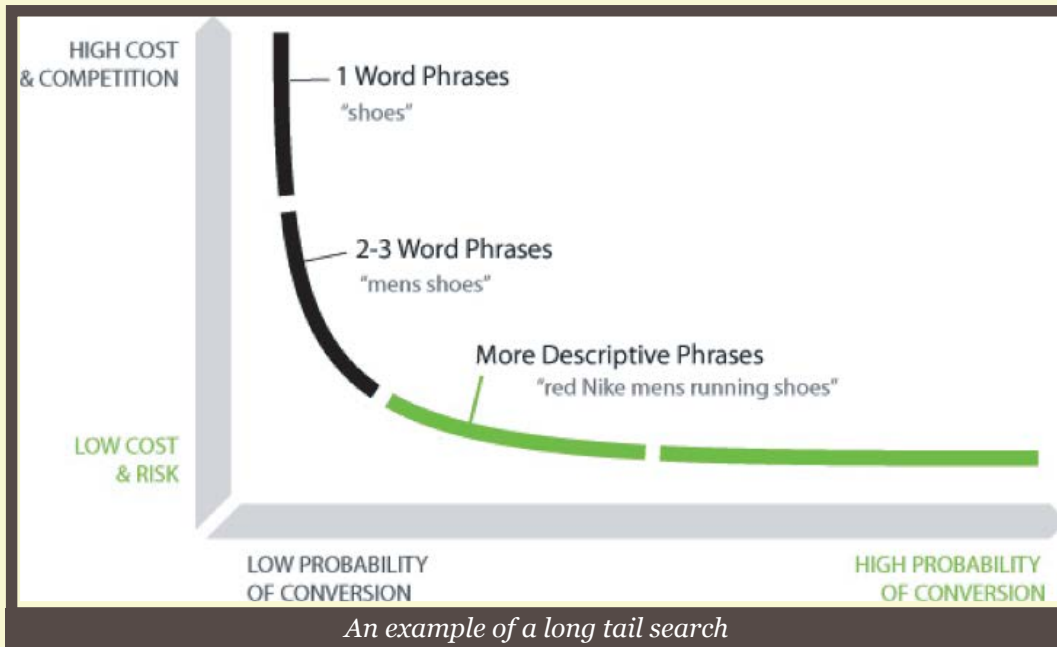 HIGH COST
& COMPETITION
1 Word Phrases
"shoes"
2-3 Word Phrases
"mens shoes"
More Descriptive Phrases
"red Nike mens running shoes"
LOW COST
& RISK
LOW PROBABILITY
OF CONVERSION
HIGH PROBABILITY
OF CONVERSION
An example of a long tail search